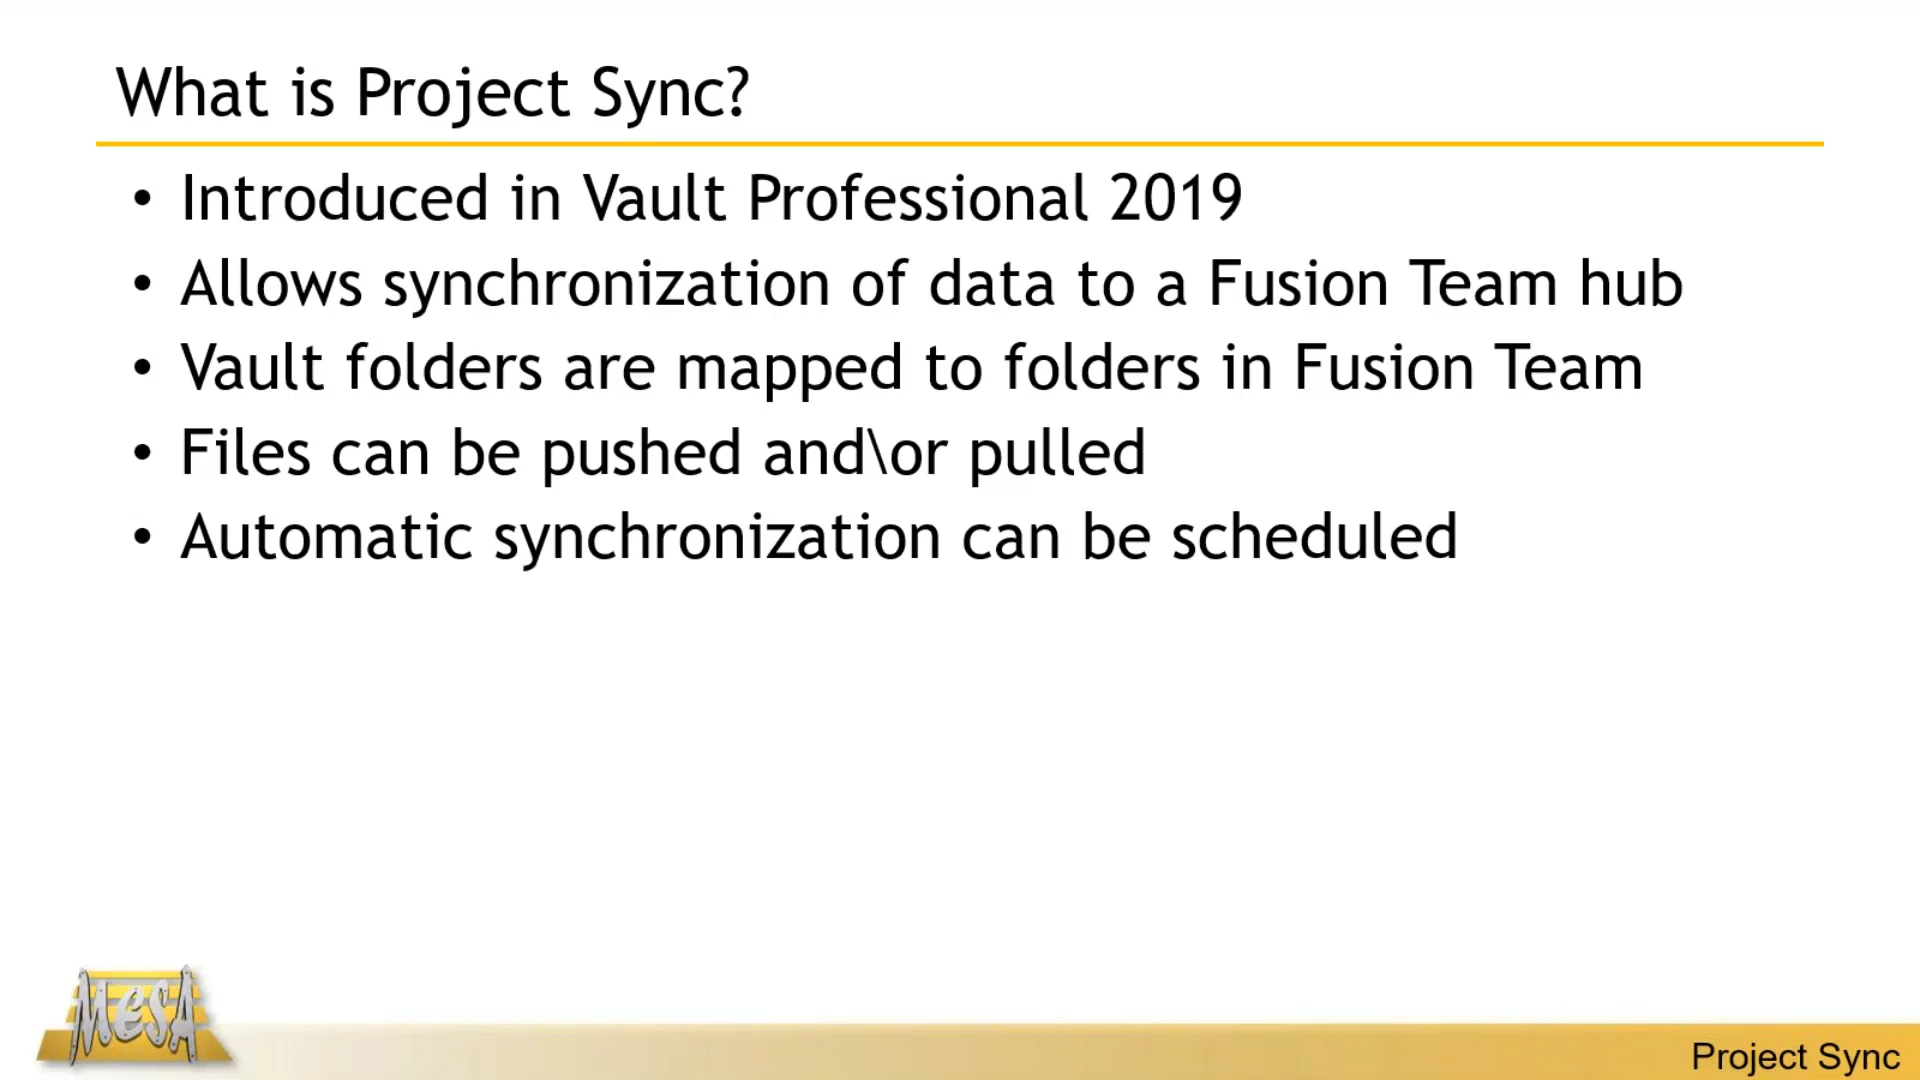 What is Project Sync?
• Introduced in Vault Professional 2019
• Allows synchronization of data to a Fusion Team hub
• Vault folders are mapped to folders in Fusion Team
• Files can be pushed and\or pulled
• Automatic synchronization can be scheduled
MESA
Project Sync